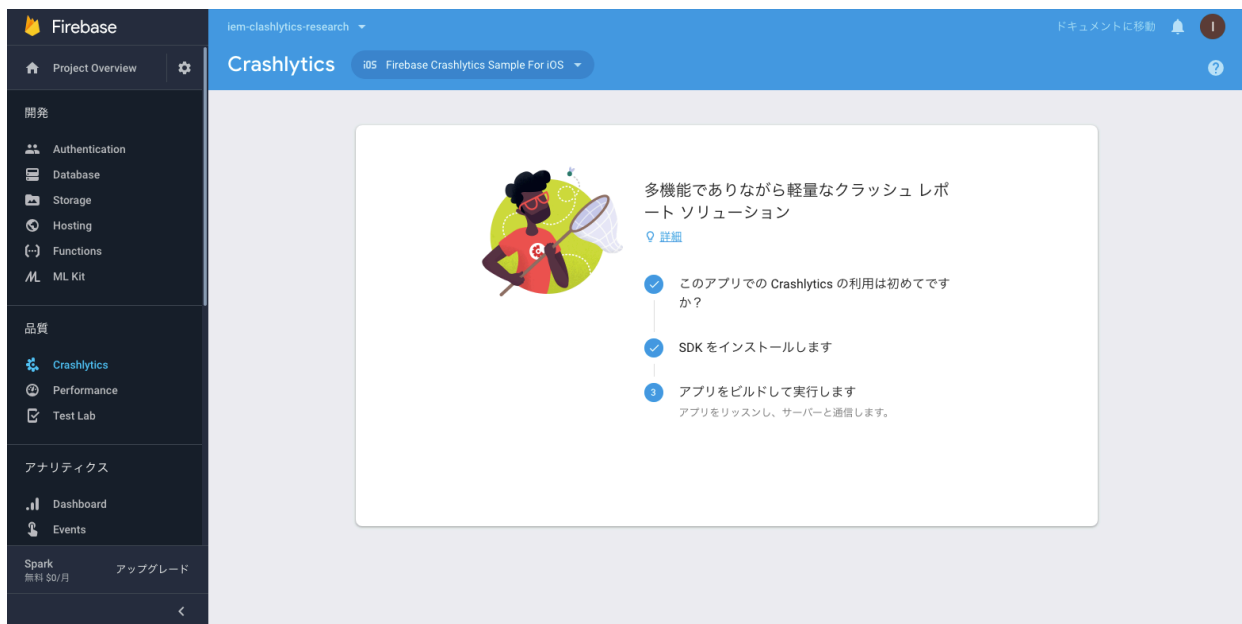 Firebase
Project Overview
開発
Authentication
Database
Storage
Hosting
Functions
ML Kit
品質
Crashlytics
Performance
Test Lab
アナリティクス
Dashboard
Events
Spark
無料 $0/月
アップグレード
iem-clashlytics-research
ドキュメントに移動
I
Crashlytics
iOS Firebase Crashlytics Sample For iOS
?
多機能でありながら軽量なクラッシュ レポ
ート ソリューション
詳細
このアプリでの Crashlytics の利用は初めてです
か？
SDK をインストールします
3 アプリをビルドして実行します
アプリをリッスンし、サーバーと通信します。